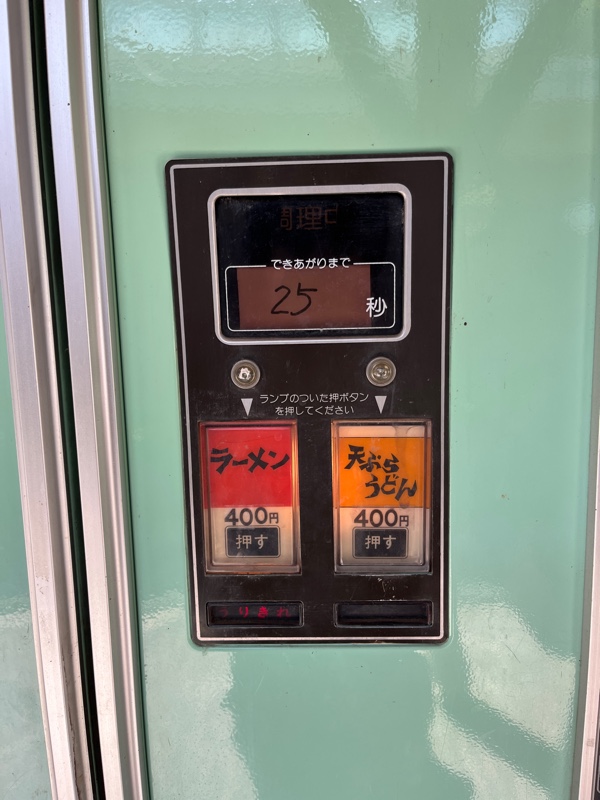 調理中
できあがりまで
25
秒
ランプのついた押ボタン
を押してください
ラーメン
400円
押す
天ぷら
うどん
400円
押す
うりきれ